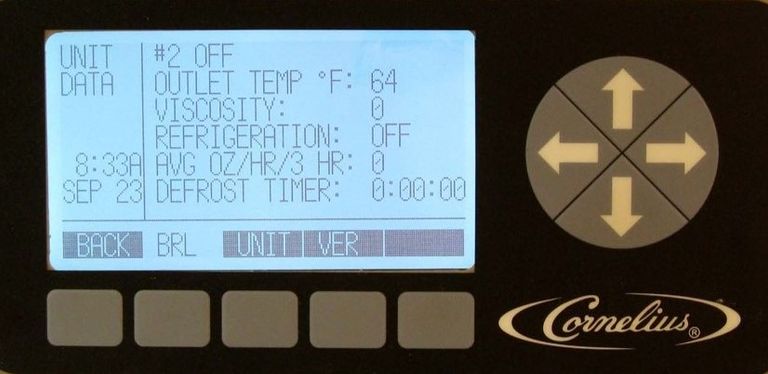 UNIT
DATA
8:33A
SEP 23
#2 OFF
OUTLET TEMP °F: 64
VISCOSITY: 0
REFRIGERATION: OFF
AVG OZ/HR/3 HR: 0
DEFROST TIMER: 0:00:00
BACK BRL UNIT VER
Cornelius®